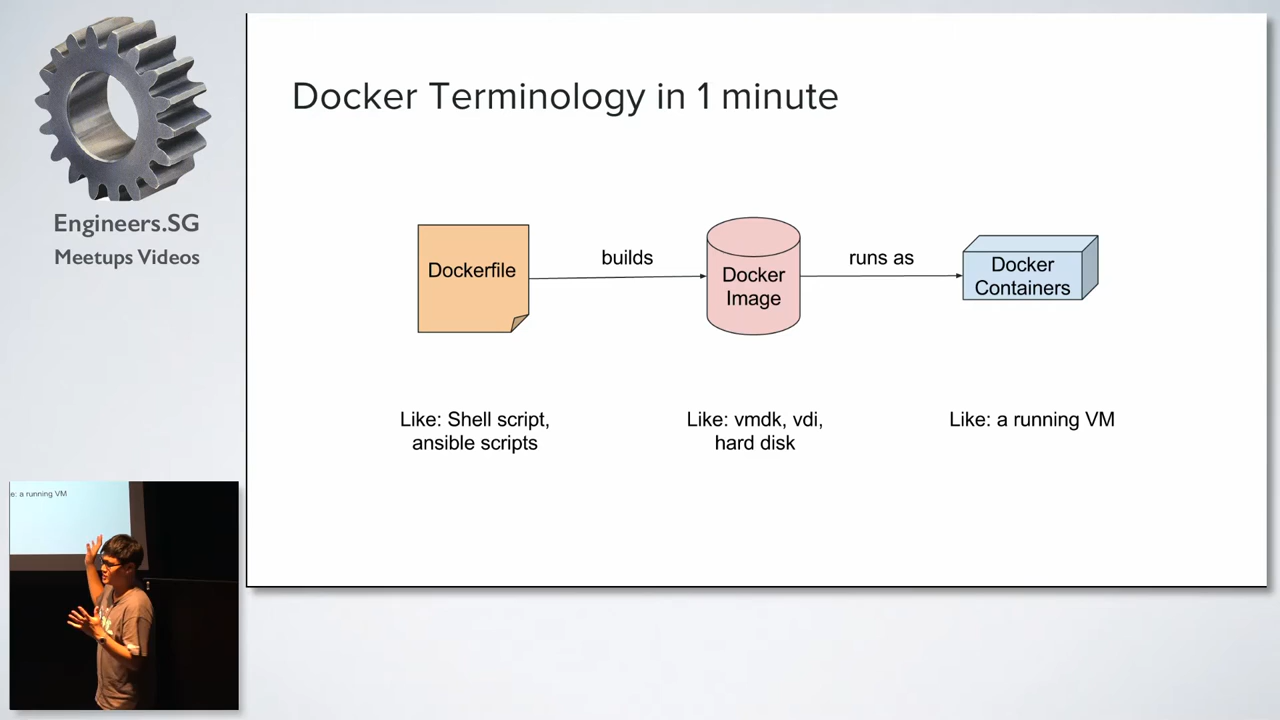 Engineers.SG
Meetups Videos
Docker Terminology in 1 minute
Dockerfile
builds
Docker
Image
runs as
Docker
Containers
Like: Shell script,
ansible scripts
Like: vmdk, vdi,
hard disk
Like: a running VM
e: a running VM